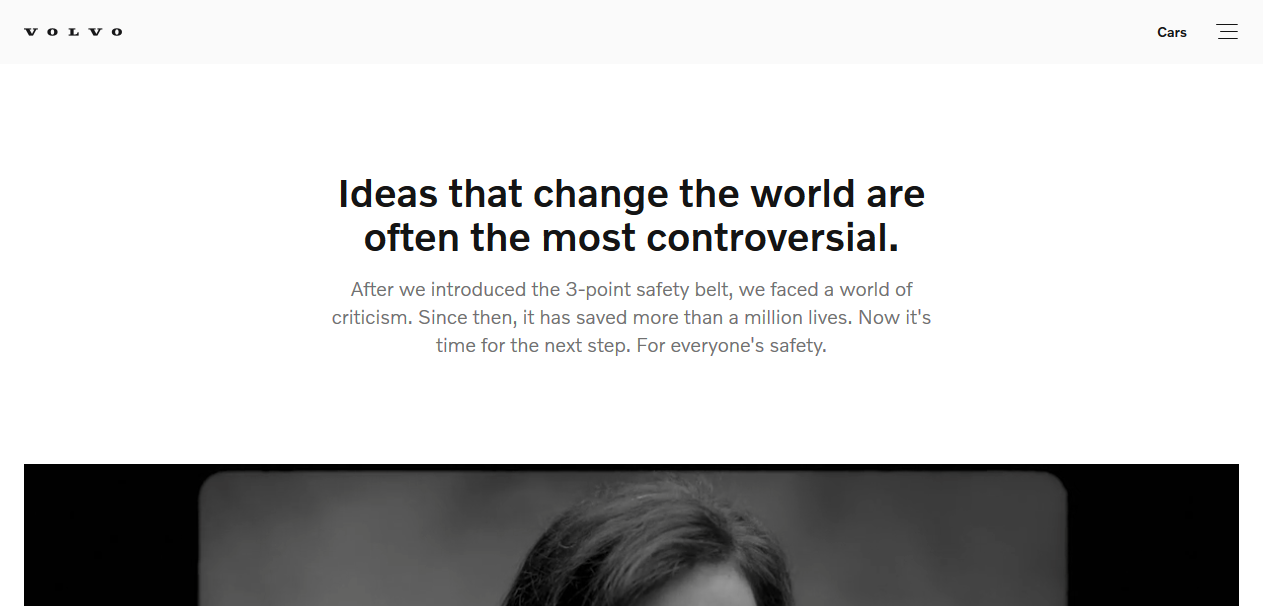 VOLVO
Cars
Ideas that change the world are
often the most controversial.
After we introduced the 3-point safety belt, we faced a world of
criticism. Since then, it has saved more than a million lives. Now it's
time for the next step. For everyone's safety.